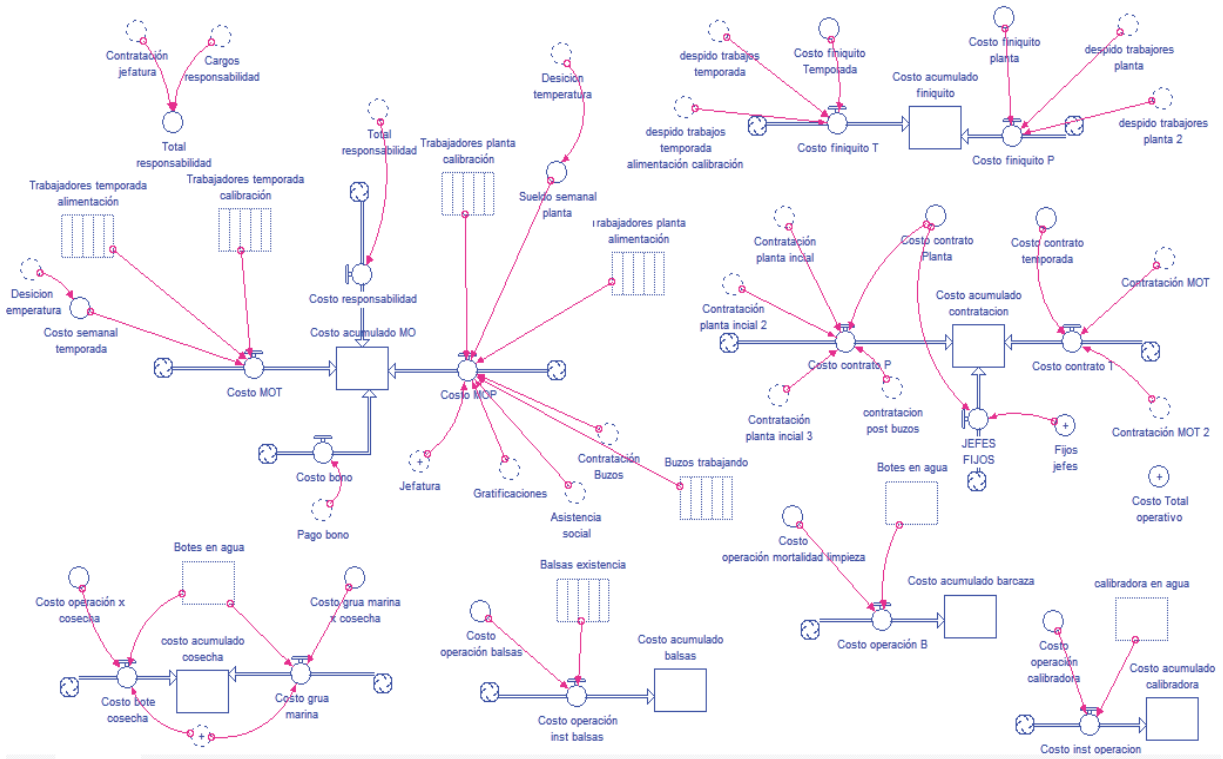 Contratación
jefatura
Cargos
responsabilidad
Total
responsabilidad
Desicion
temperatura
Total
responsabilidad
Trabajadores planta
calibración
Sueldo semanal
planta
Trabajadores temporada
alimentación
Trabajadores temporada
calibración
rabajadores planta
alimentación
Desicion
emperatura
Costo semanal
temporada
Costo responsabilidad
Costo acumulado MO
Costo MOT
Costo MOP
Costo bono
Pago bono
+
Jefatura
Gratificaciones
Asistencia
social
Contratación
Buzos
Buzos trabajando
despido trabajos
temporada
Costo finiquito
Temporada
Costo finiquito
planta
despido trabajores
planta
Costo acumulado
finiquito
despido trabajos
temporada
alimentación calibración
Costo finiquito T
Costo finiquito P
despido trabajores
planta 2
Contratación
planta incial
Costo contrato
Planta
Costo contrato
temporada
Contratación MOT
Contratación
planta incial 2
Costo acumulado
contratacion
Costo contrato P
Costo contrato T
Contratación
planta incial 3
contratacion
post buzos
JEFES
FIJOS
+
Fijos
jefes
Contratación MOT 2
+
Costo Total
operativo
Botes en agua
Costo
operación mortalidad limpieza
Costo acumulado barcaza
Costo operación B
Botes en agua
Costo operación x
cosecha
Costo grua marina
x cosecha
costo acumulado
cosecha
Costo bote
cosecha
Costo grua
marina
+
Balsas existencia
Costo
operación balsas
Costo acumulado
balsas
Costo operación
inst balsas
calibradora en agua
Costo
operación
calibradora
Costo acumulado
calibradora
Costo inst operacion